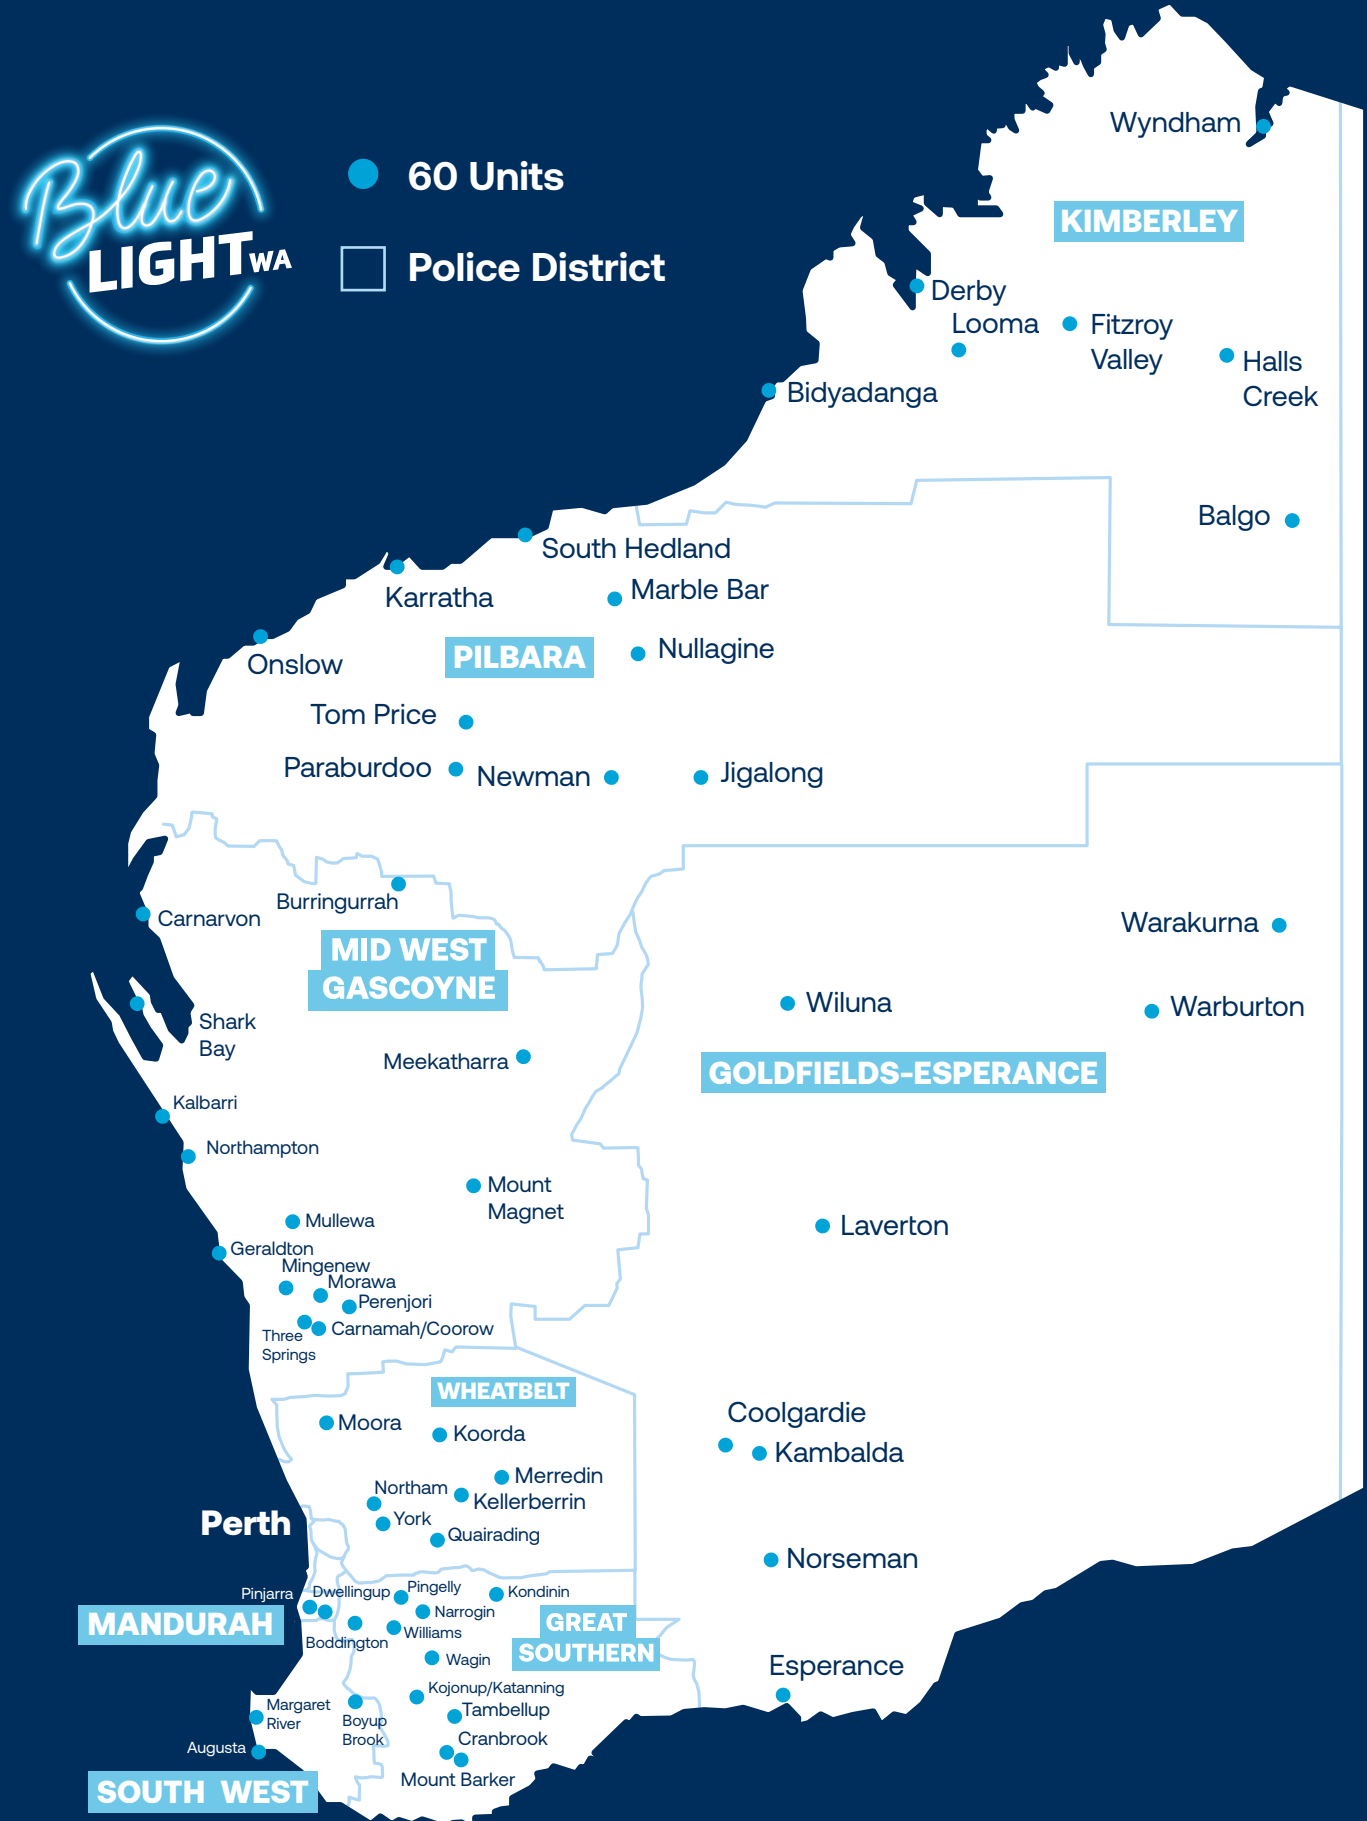 Blue
LIGHT WA
60 Units
Police District
Wyndham
KIMBERLEY
Derby
Looma
Fitzroy
Valley
Halls
Creek
Bidyadanga
Balgo
South Hedland
Karratha
Marble Bar
Onslow
PILBARA
Nullagine
Tom Price
Paraburdoo
Newman
Jigalong
Burringurrah
Carnarvon
MID WEST
GASCOYNE
Warakurna
Wiluna
Warburton
Shark
Bay
Meekatharra
GOLDFIELDS-ESPERANCE
Kalbarri
Northampton
Mount
Magnet
Mullewa
Laverton
Geraldton
Mingenew
Morawa
Perenjori
Carnamah/Coorow
Three
Springs
WHEATBELT
Moora
Koorda
Coolgardie
Kambalda
Merredin
Northam
Kellerberrin
York
Quairading
Perth
Norseman
Pinjarra
Dwellingup
Pingelly
Kondinin
MANDURAH
Narrogin
Williams
Boddington
GREAT
SOUTHERN
Wagin
Esperance
Kojonup/Katanning
Margaret
River
Boyup
Brook
Tambellup
Cranbrook
Augusta
Mount Barker
SOUTH WEST